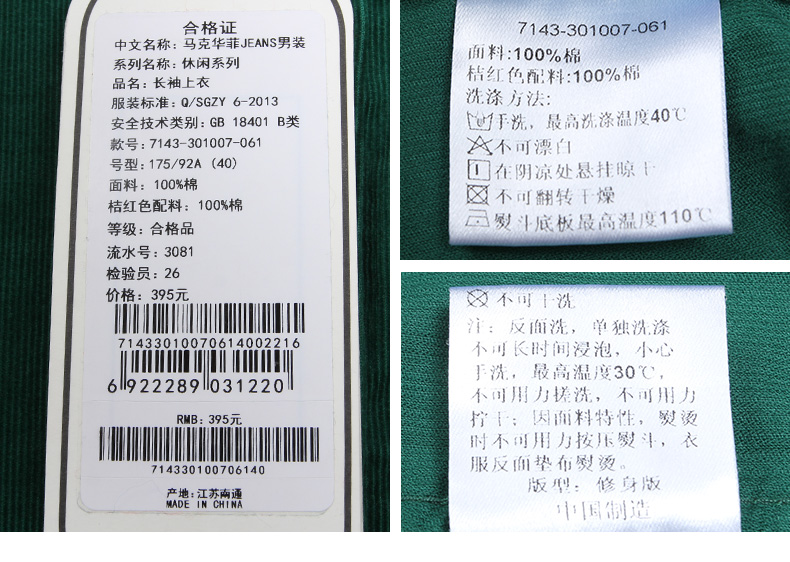 合格证
中文名称：马克华菲JEANS男装
系列名称：休闲系列
品名：长袖上衣
服装标准：Q/SGZY 6-2013
安全技术类别：GB 18401 B类
款号：7143-301007-061
号型：175/92A (40)
面料：100%棉
桔红色配料：100%棉
等级：合格品
流水号：3081
检验员：26
价格：395元
71433010070614002216
6 922289 031220
RMB：395元
714330100706140
产地：江苏南通
MADE IN CHINA
7143-301007-061
面料:100%棉
桔红色配料:100%棉
洗涤方法:
手洗，最高洗涤温度40℃
不可漂白
在阴凉处悬挂晾干
不可翻转干燥
熨斗底板最高温度110℃
不可干洗
注：反面洗，单独洗涤
不可长时间浸泡，小心
手洗，最高温度30℃，
不可用力搓洗，不可用力
拧干；因面料特性，熨烫
时不可用力按压熨斗，衣
服反面垫布熨烫。
版型：修身版
中国制造